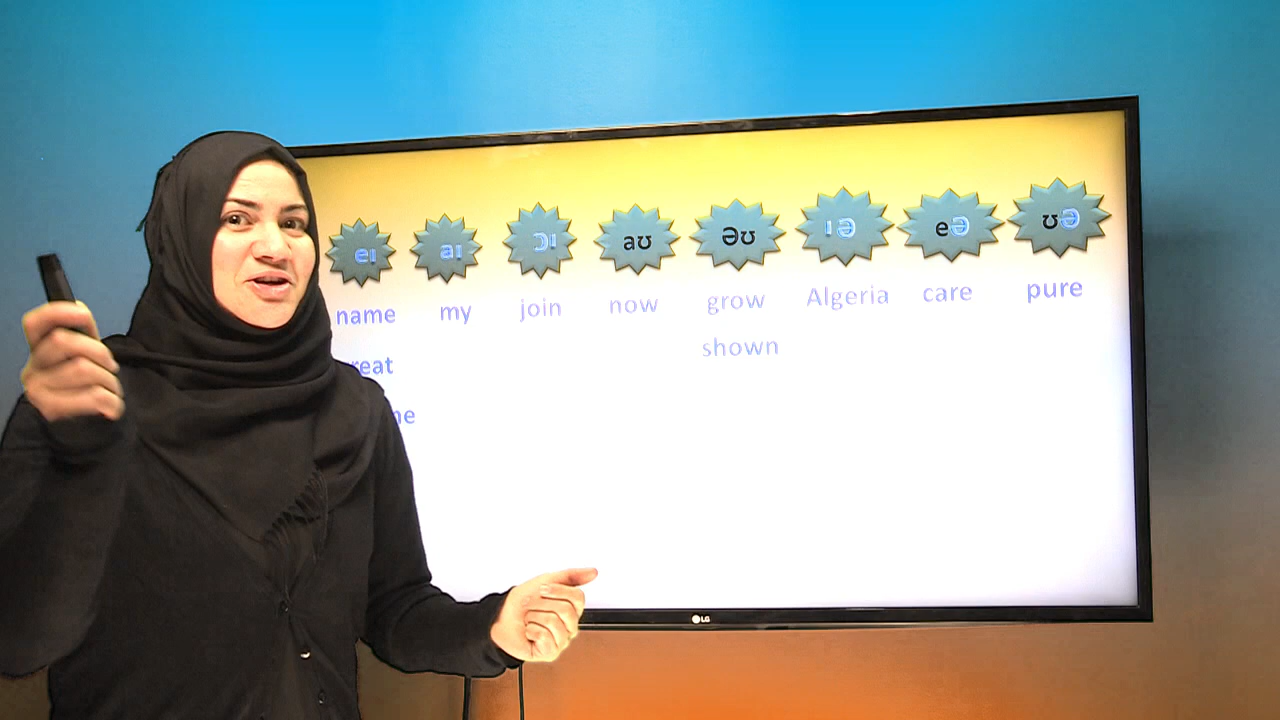 eɪ aɪ ɔɪ aʊ əʊ ɪə eə ʊə
name my join now grow Algeria care pure
shown
LG